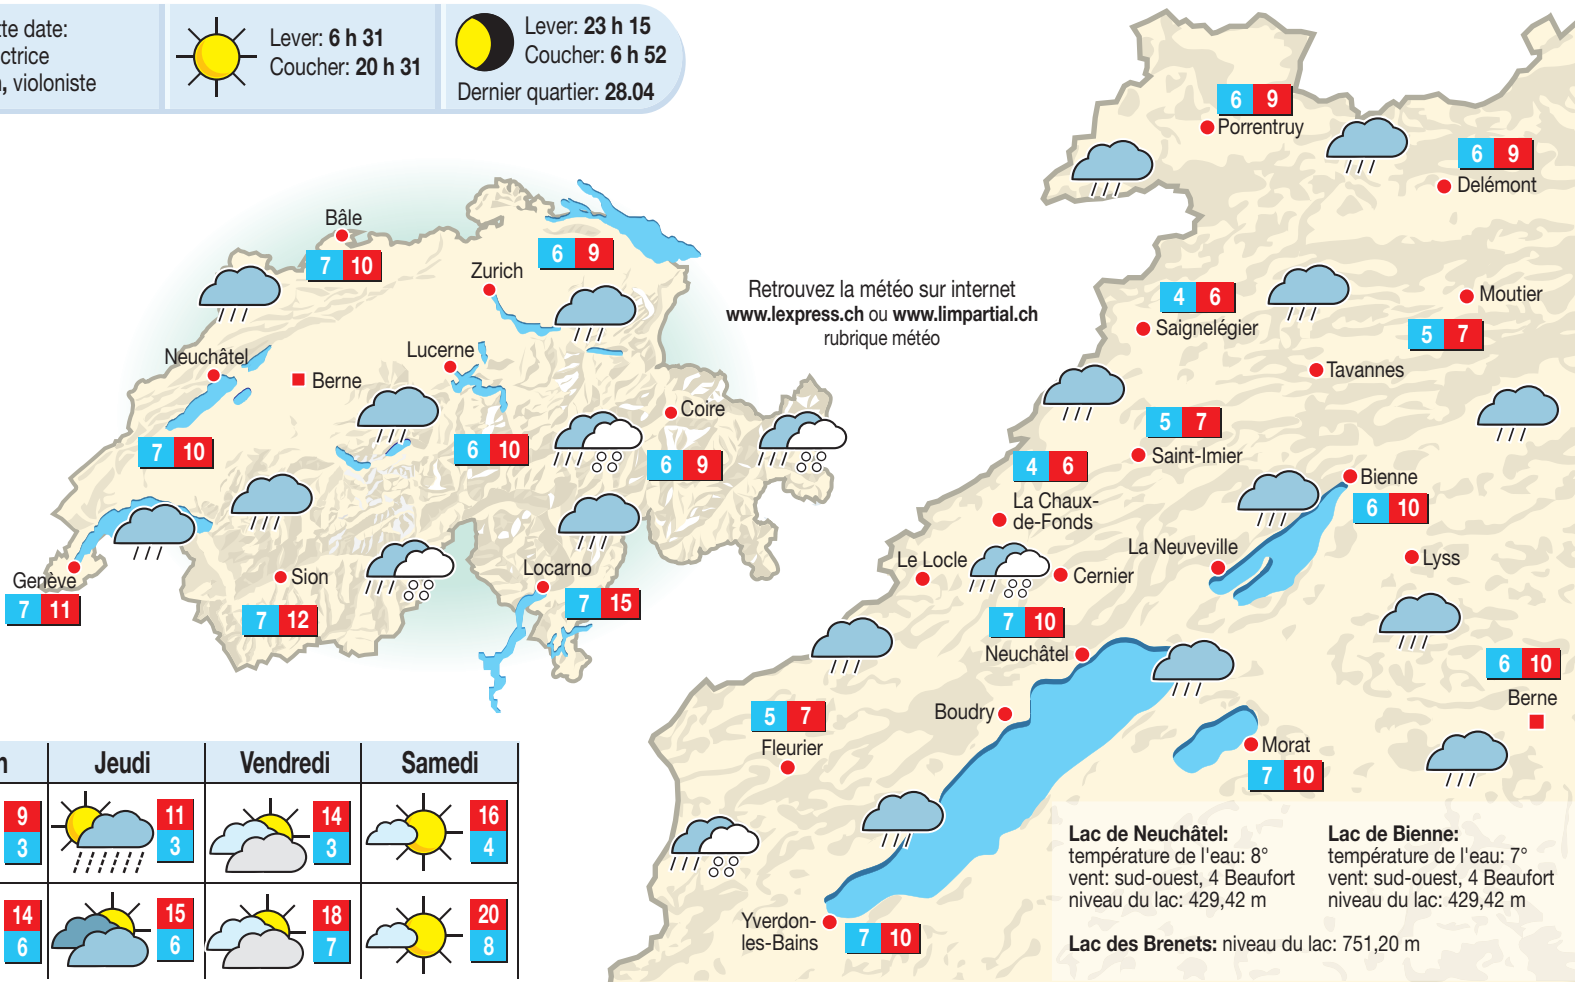 tte date:
ctrice
, violoniste
Lever: 6 h 31
Coucher: 20 h 31
Lever: 23 h 15
Coucher: 6 h 52
Dernier quartier: 28.04
Bâle
7 10
Zurich
6 9
Neuchâtel
7 10
Berne
Lucerne
6 10
Coire
6 9
Genève
7 11
Sion
7 12
Locarno
7 15
Retrouvez la météo sur internet
www.lexpress.ch ou www.limpartial.ch
rubrique météo
6 9
Porrentruy
6 9
Delémont
4 6
Saignelégier
Moutier
5 7
Tavannes
5 7
Saint-Imier
4 6
La Chaux-
de-Fonds
Bienne
6 10
Le Locle
Cernier
La Neuveville
Lyss
7 10
Neuchâtel
6 10
Berne
5 7
Fleurier
Boudry
Morat
7 10
Yverdon-
les-Bains
7 10
n
Jeudi
Vendredi
Samedi
9
3
11
3
14
3
16
4
14
6
15
6
18
7
20
8
Lac de Neuchâtel:
température de l'eau: 8°
vent: sud-ouest, 4 Beaufort
niveau du lac: 429,42 m
Lac de Bienne:
température de l'eau: 7°
vent: sud-ouest, 4 Beaufort
niveau du lac: 429,42 m
Lac des Brenets: niveau du lac: 751,20 m